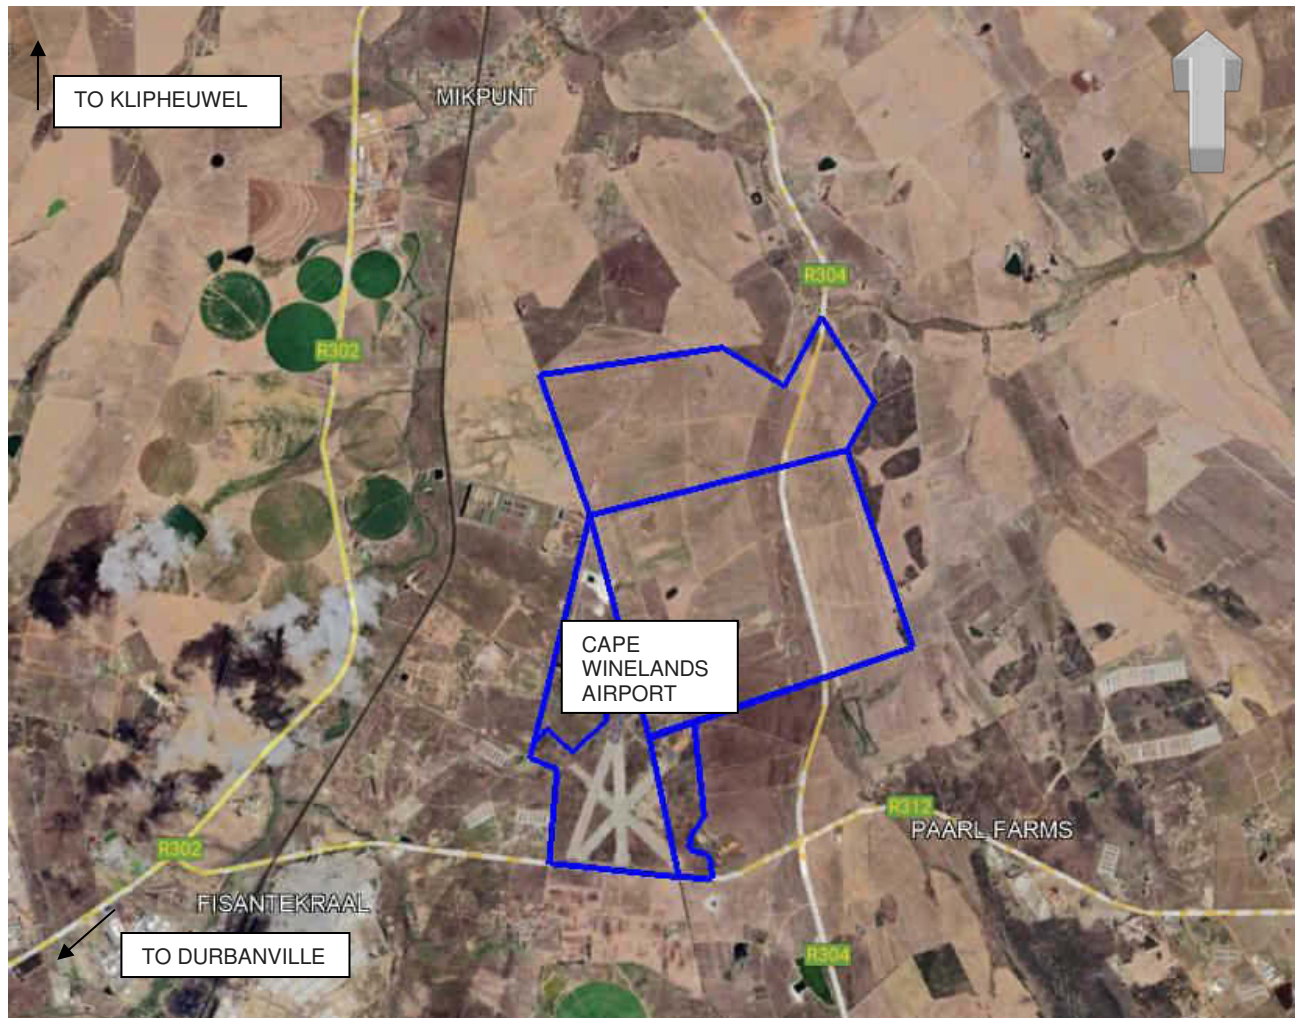 TO KLIPHEUWEL
MIKPUNT
R304
R302
CAPE
WINELANDS
AIRPORT
R312
PAARL FARMS
R302
FISANTEKRAAL
TO DURBANVILLE
R304